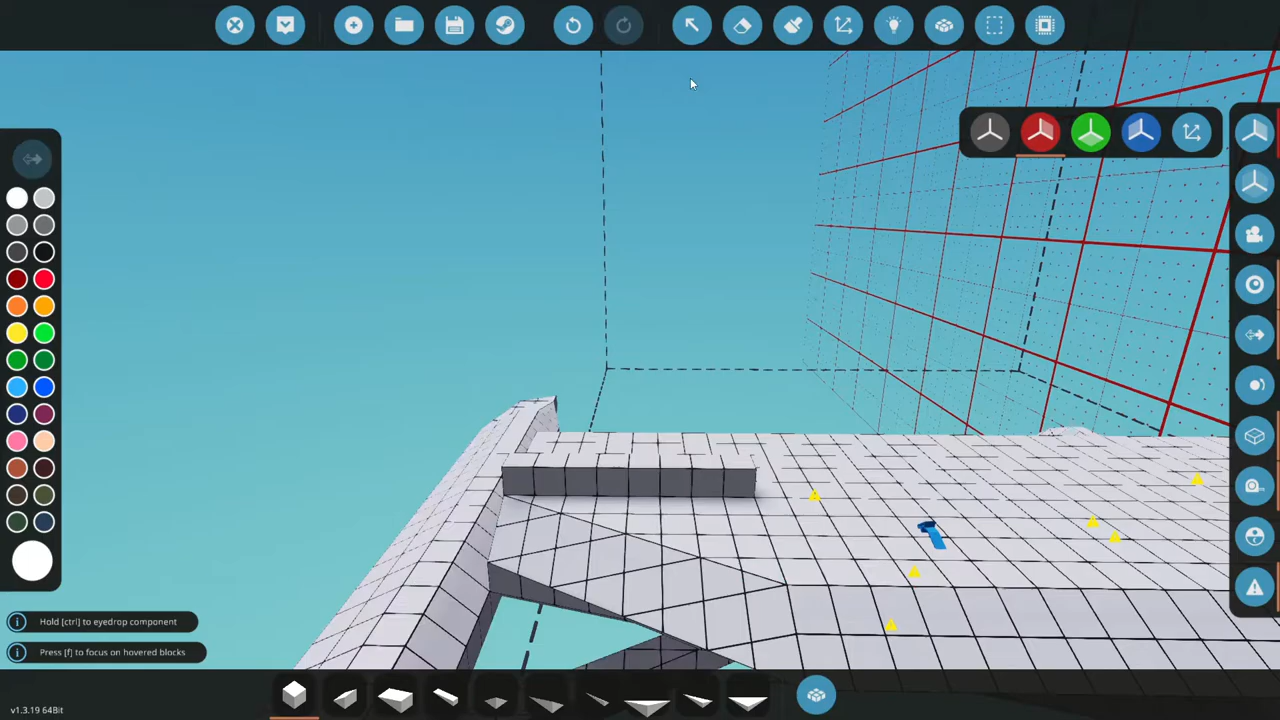 Hold [ctrl] to eyedrop component
Press [f] to focus on hovered blocks
v1.3.19 64Bit